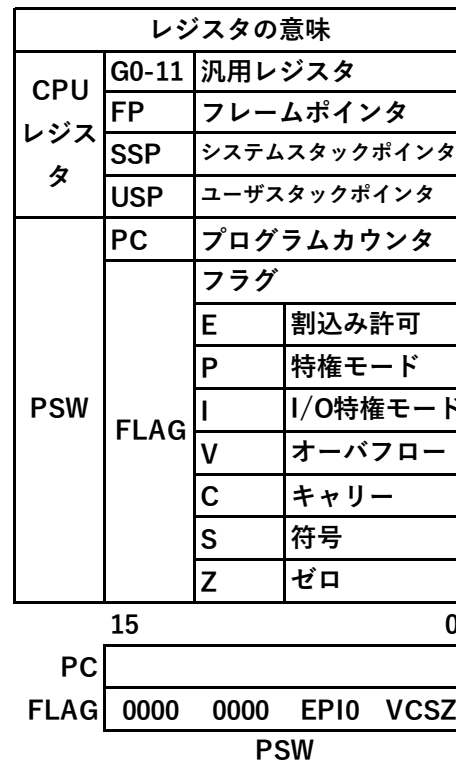 レジスタの意味
CPU
レジス
タ
G0-11 汎用レジスタ
FP フレームポインタ
SSP システムスタックポインタ
USP ユーザスタックポインタ
PSW
PC プログラムカウンタ
FLAG
フラグ
E 割込み許可
P 特権モード
I I/O特権モード
V オーバフロー
C キャリー
S 符号
Z ゼロ
15 0
PC
FLAG 0000 0000 EPI0 VCSZ
PSW